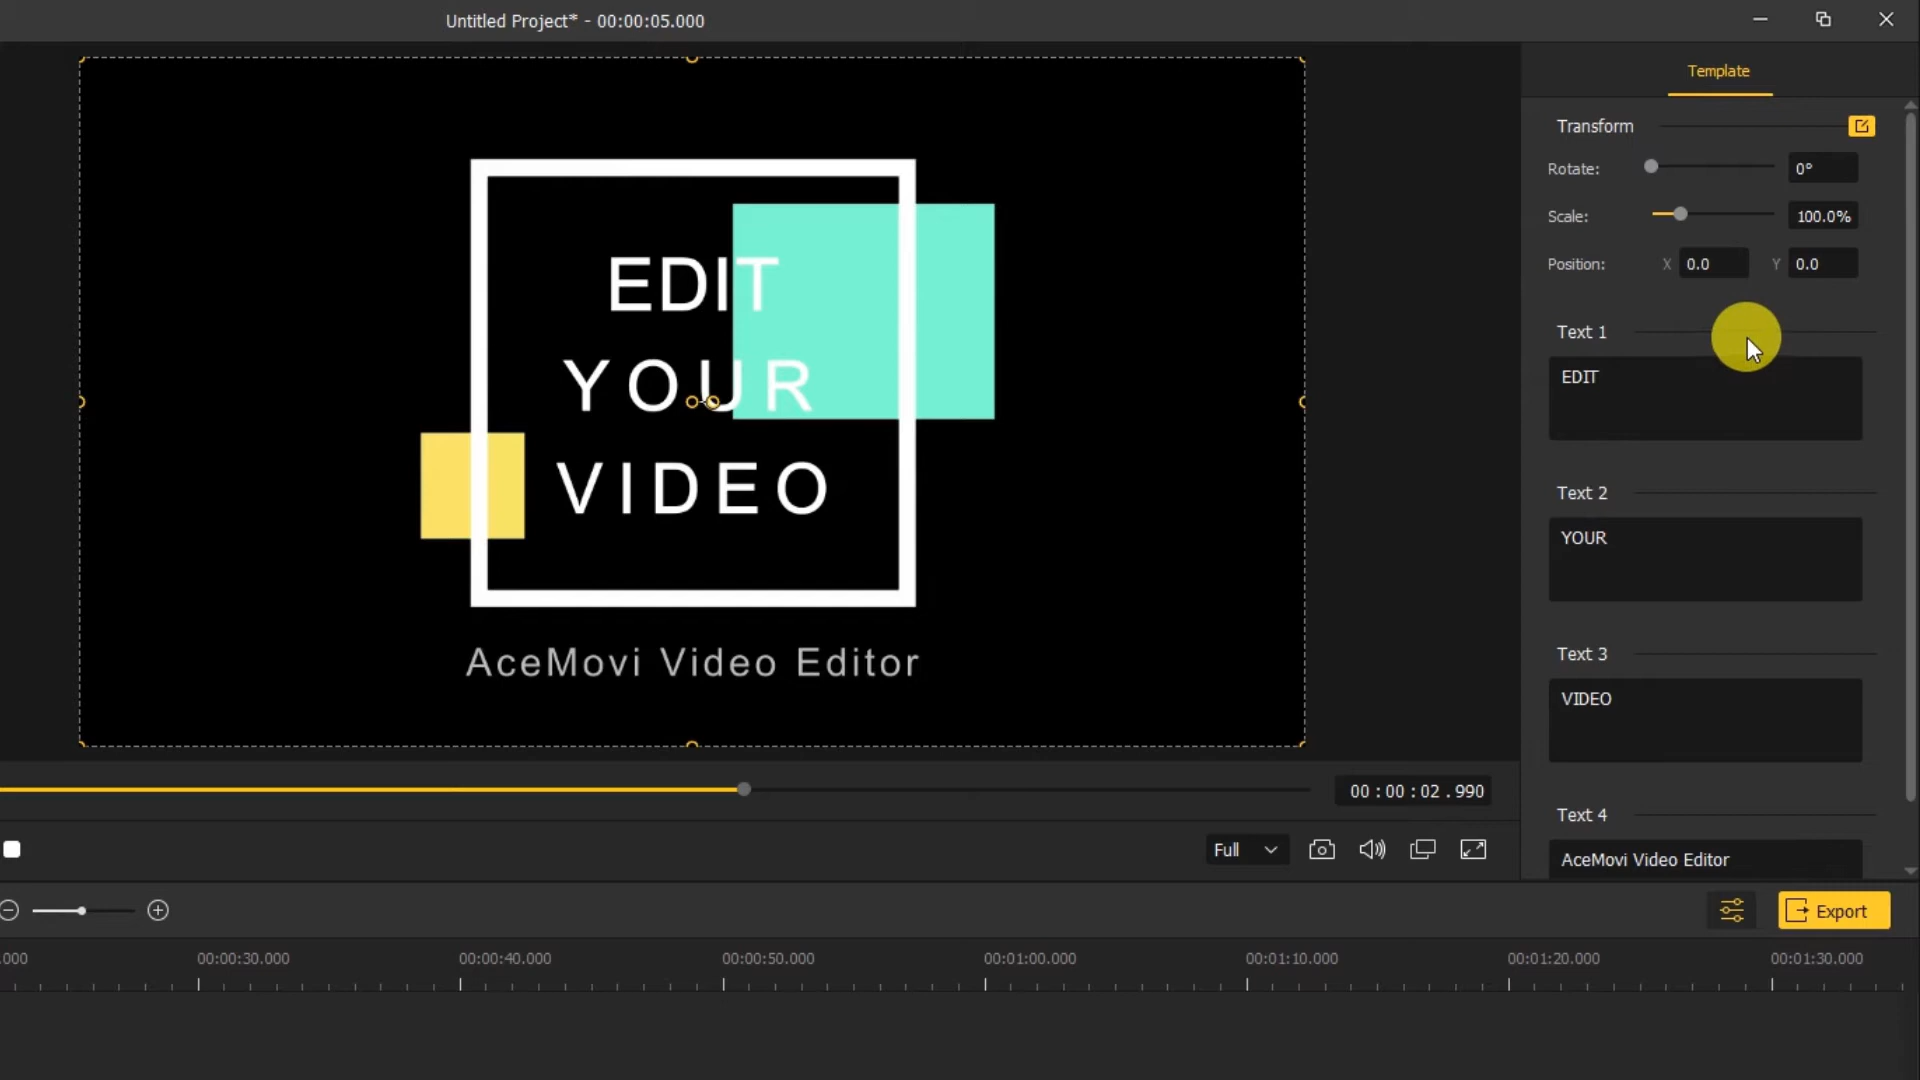 Untitled Project* - 00:00:05.000
Template
Transform
Rotate: 0°
Scale: 100.0%
Position: X 0.0 Y 0.0
Text 1
EDIT
Text 2
YOUR
Text 3
VIDEO
Text 4
AceMovi Video Editor
EDIT
YOUR
VIDEO
AceMovi Video Editor
00 : 00 : 02 . 990
Full
Export
.000 00:00:30.000 00:00:40.000 00:00:50.000 00:01:00.000 00:01:10.000 00:01:20.000 00:01:30.000